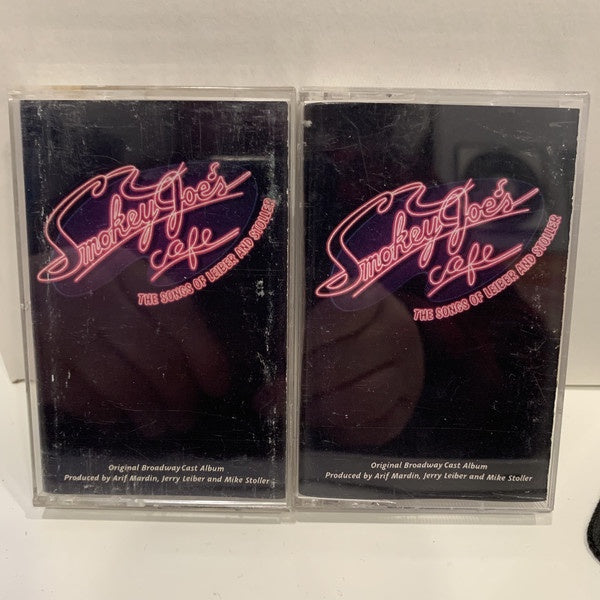 Smokey Joe's
Cafe
THE SONGS OF LEIBER AND STOLLER
Original Broadway Cast Album
Produced by Arif Mardin, Jerry Leiber and Mike Stoller
Smokey Joe's
Cafe
THE SONGS OF LEIBER AND STOLLER
Original Broadway Cast Album
Produced by Arif Mardin, Jerry Leiber and Mike Stoller